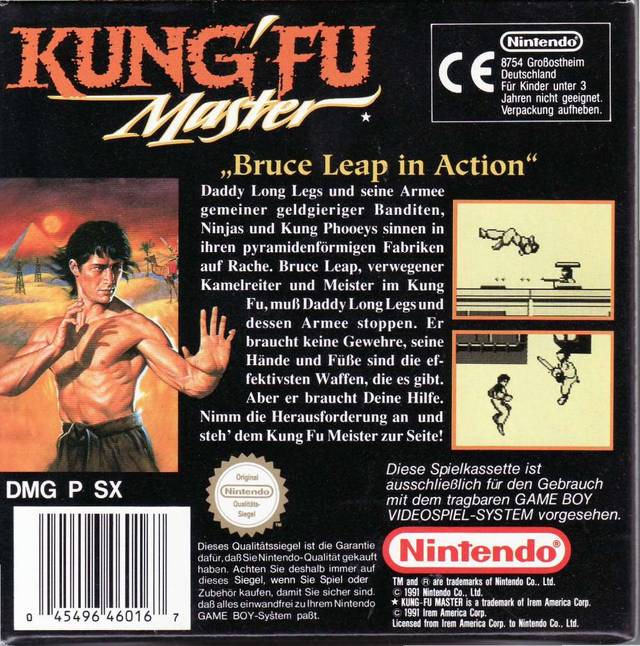 KUNG'FU
Master
★
Nintendo®
CE
8754 Großostheim
Deutschland
Für Kinder unter 3
Jahren nicht geeignet.
Verpackung aufheben.
„Bruce Leap in Action“
Daddy Long Legs und seine Armee
gemeiner geldgieriger Banditen,
Ninjas und Kung Phooeys sinnen in
ihren pyramidenförmigen Fabriken
auf Rache. Bruce Leap, verwegener
Kamelreiter und Meister im Kung
Fu, muß Daddy Long Legs und
dessen Armee stoppen. Er
braucht keine Gewehre, seine
Hände und Füße sind die ef-
fektivsten Waffen, die es gibt.
Aber er braucht Deine Hilfe.
Nimm die Herausforderung an und
steh' dem Kung Fu Meister zur Seite!
DMG P SX
0 45496 46016 7
Original
Nintendo
Qualitäts-
Siegel
TM
Dieses Qualitätssiegel ist die Garantie
dafür, daß Sie Nintendo-Qualität gekauft
haben. Achten Sie deshalb immer auf
dieses Siegel, wenn Sie Spiel oder
Zubehör kaufen, damit Sie sicher sind.
daß alles einwandfrei zu Ihrem Nintendo
GAME BOY-System paßt.
Diese Spielkassette ist
ausschließlich für den Gebrauch
mit dem tragbaren GAME BOY
VIDEOSPIEL-SYSTEM vorgesehen.
Nintendo®
TM and ® are trademarks of Nintendo Co., Ltd.
© 1991 Nintendo Co., Ltd.
★ KUNG-FU MASTER is a trademark of Irem America Corp.
© 1991 Irem America Corp.
Licensed from Irem America Corp. to Nintendo Co., Ltd.